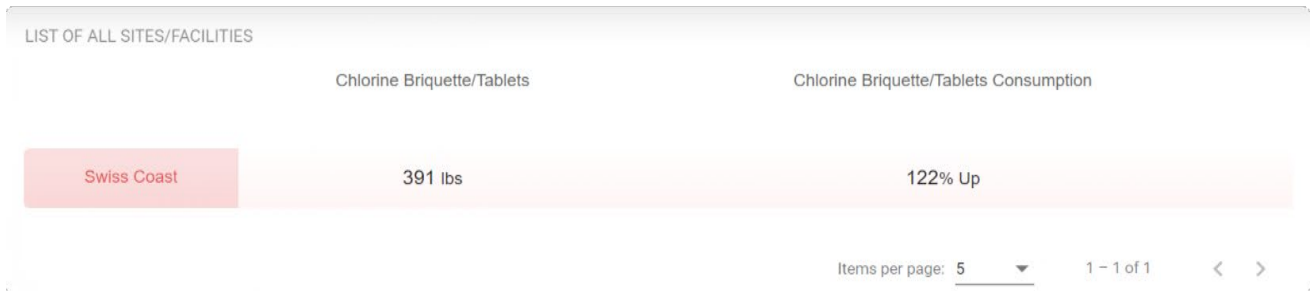 LIST OF ALL SITES/FACILITIES
Chlorine Briquette/Tablets Chlorine Briquette/Tablets Consumption
Swiss Coast 391 lbs 122% Up
Items per page: 5 1 – 1 of 1